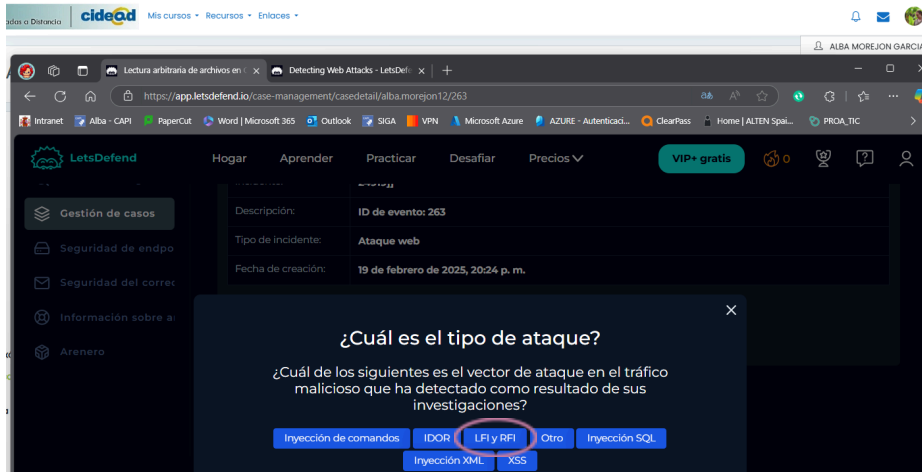 adas a Distancia cidead Mis cursos Recursos Enlaces
ALBA MOREJON GARCIA
Lectura arbitraria de archivos en Detecting Web Attacks - LetsDefe
https://app.letsdefend.io/case-management/casedetail/alba.morejon12/263
Intranet Alba - CAPI PaperCut Word | Microsoft 365 Outlook SIGA VPN Microsoft Azure AZURE - Autenticaci... ClearPass Home | ALTEN Spai... PROA_TIC
LetsDefend Hogar Aprender Practicar Desafiar Precios VIP+ gratis 0
Gestión de casos
Descripción: ID de evento: 263
Tipo de incidente: Ataque web
Seguridad de endpo
Fecha de creación: 19 de febrero de 2025, 20:24 p. m.
Seguridad del correc
Información sobre a
Arenero
¿Cuál es el tipo de ataque?
¿Cuál de los siguientes es el vector de ataque en el tráfico
malicioso que ha detectado como resultado de sus
investigaciones?
Inyección de comandos IDOR LFI y RFI Otro Inyección SQL
Inyección XML XSS